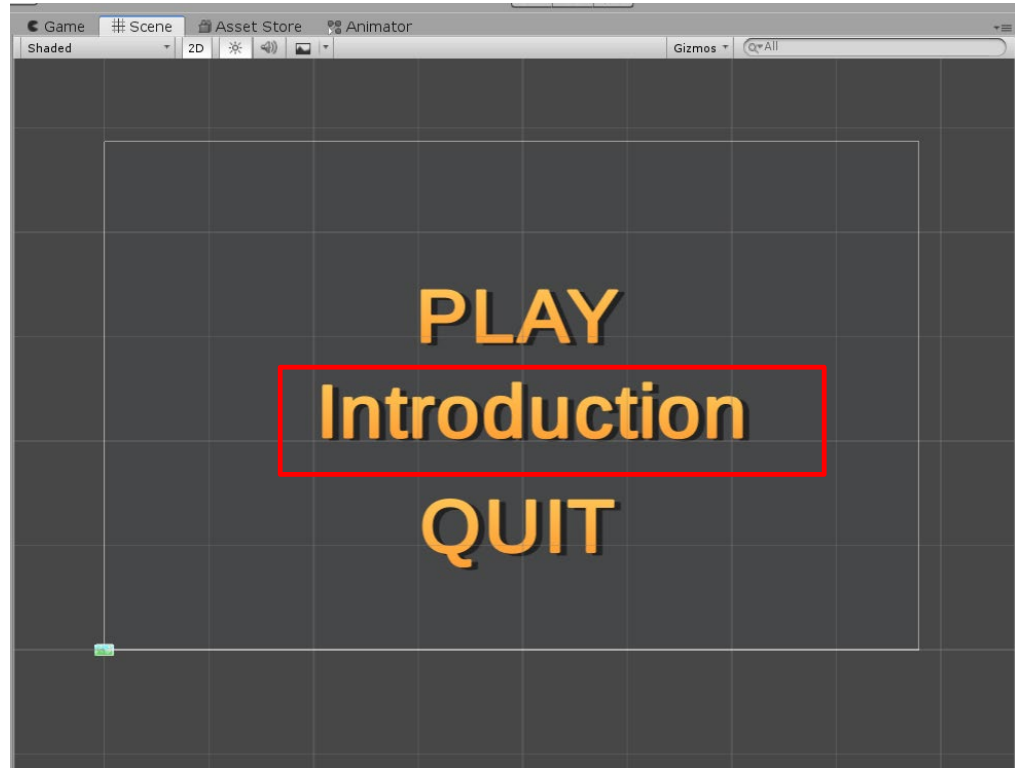 Game Scene Asset Store Animator
Shaded 2D Gizmos All
PLAY
Introduction
QUIT